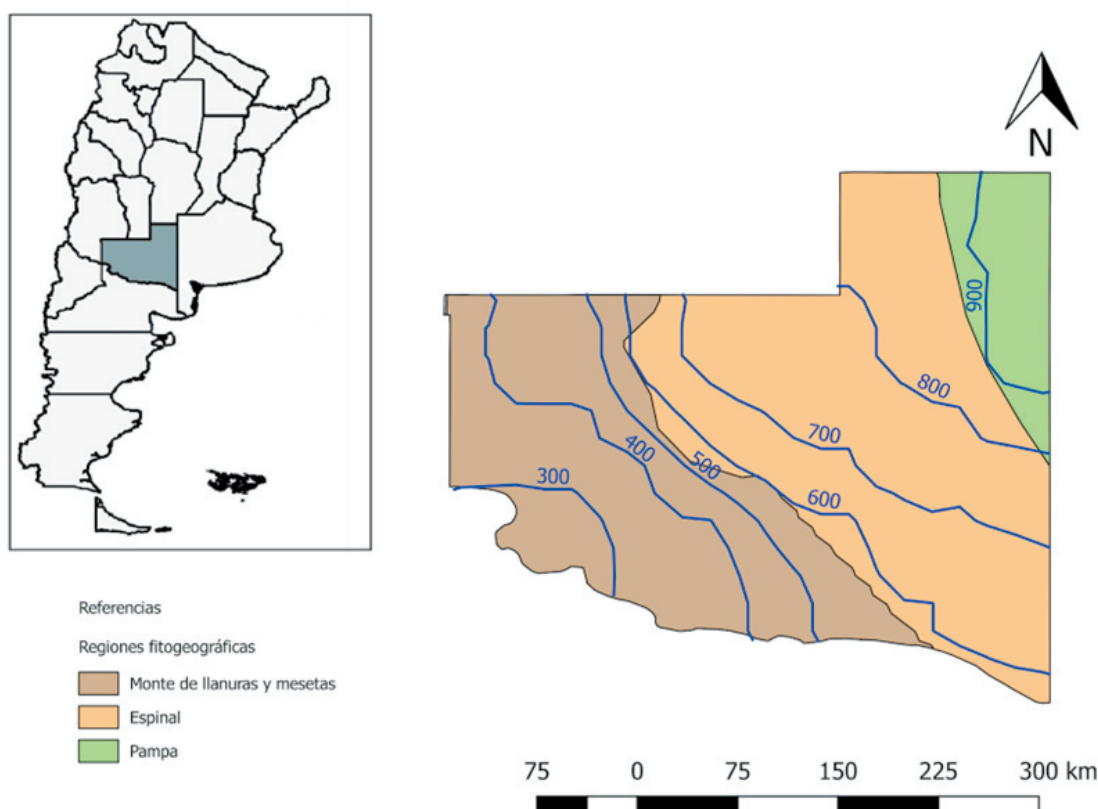 N
900
800
700
600
500
400
300
Referencias
Regiones fitogeográficas
Monte de llanuras y mesetas
Espinal
Pampa
75 0 75 150 225 300 km